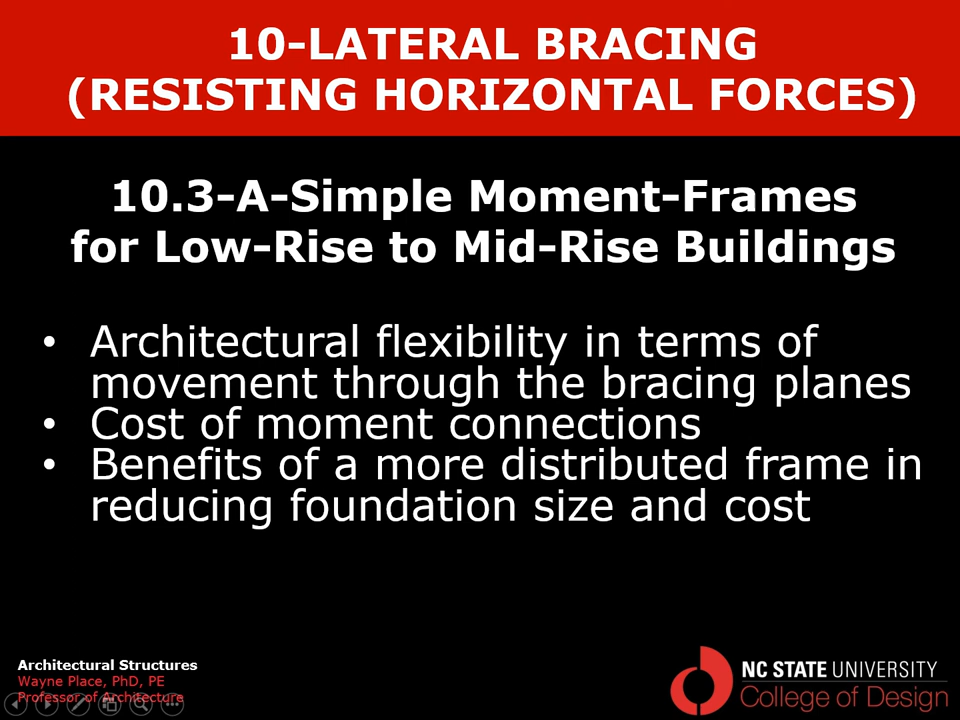 10-LATERAL BRACING
(RESISTING HORIZONTAL FORCES)
10.3-A-Simple Moment-Frames
for Low-Rise to Mid-Rise Buildings
• Architectural flexibility in terms of
movement through the bracing planes
• Cost of moment connections
• Benefits of a more distributed frame in
reducing foundation size and cost
Architectural Structures
Wayne Place, PhD, PE
Professor of Architecture
NC STATE UNIVERSITY
College of Design